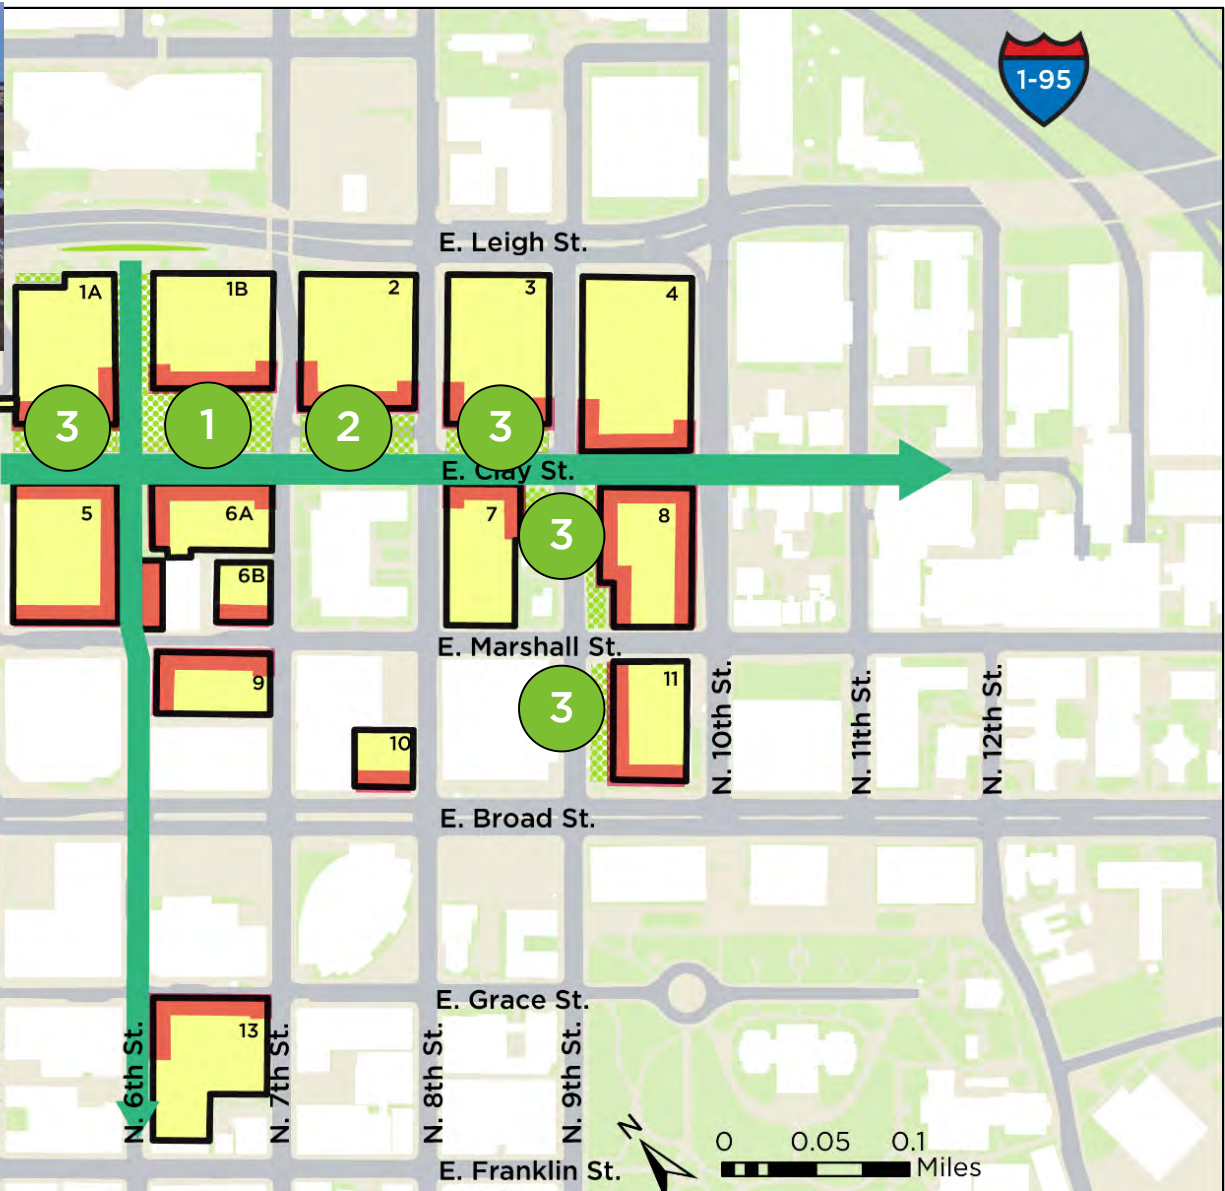 1-95
E. Leigh St.
1A
1B
2
3
4
3
1
2
3
E. Clay St.
5
6A
7
8
3
6B
E. Marshall St.
9
11
3
10
N. 10th St.
N. 11th St.
N. 12th St.
E. Broad St.
E. Grace St.
13
N. 6th St.
N. 7th St.
N. 8th St.
N. 9th St.
N
0 0.05 0.1
Miles
E. Franklin St.